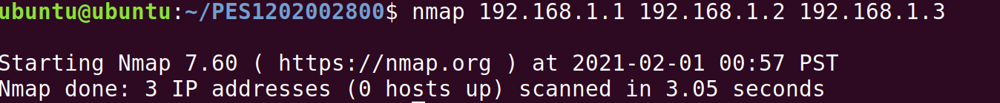 ubuntu@ubuntu:~/PES1202002800$ nmap 192.168.1.1 192.168.1.2 192.168.1.3
Starting Nmap 7.60 ( https://nmap.org ) at 2021-02-01 00:57 PST
Nmap done: 3 IP addresses (0 hosts up) scanned in 3.05 seconds